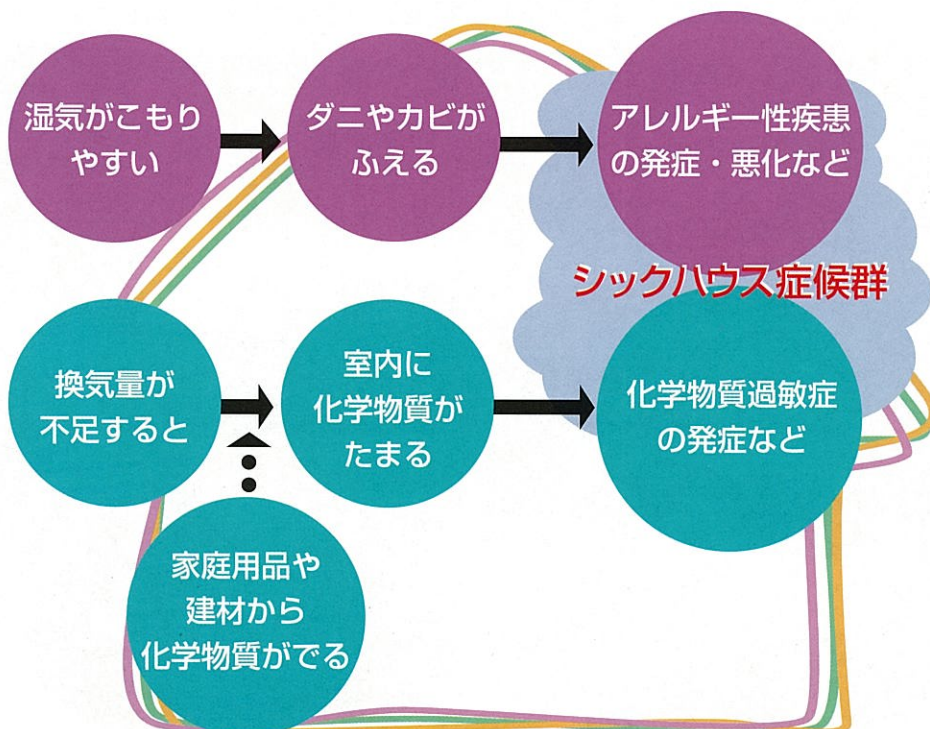 湿気がこもり
やすい
ダニやカビが
ふえる
アレルギー性疾患
の発症・悪化など
シックハウス症候群
換気量が
不足すると
室内に
化学物質が
たまる
化学物質過敏症
の発症など
家庭用品や
建材から
化学物質がでる